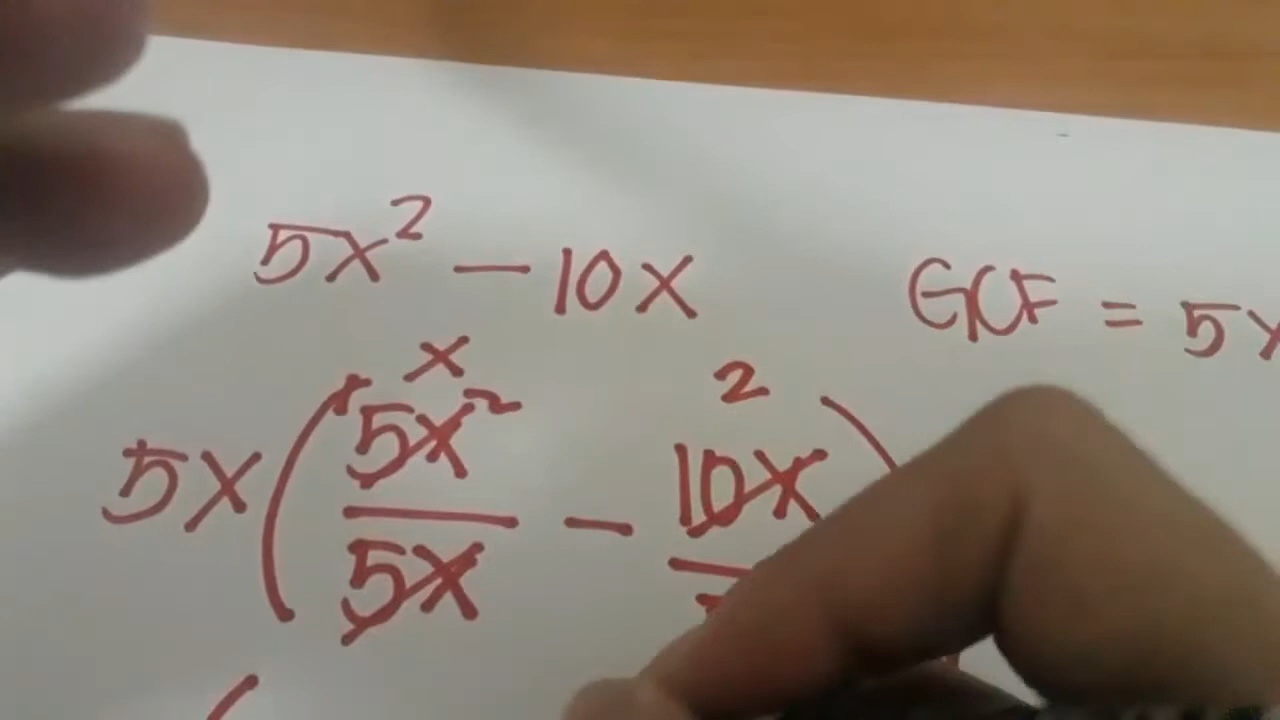 5x² - 10x
GCF = 5x
x 2
5x ( 5x² - 10x )
5x